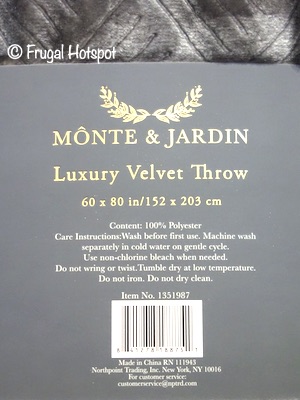 © Frugal Hotspot
MÔNTE & JARDIN
Luxury Velvet Throw
60 x 80 in/152 x 203 cm
Content: 100% Polyester
Care Instructions:Wash before first use. Machine wash
separately in cold water on gentle cycle.
Use non-chlorine bleach when needed.
Do not wring or twist.Tumble dry at low temperature.
Do not iron. Do not dry clean.
Item No. 1351987
Made in China RN 111943
Northpoint Trading, Inc. New York, NY 10016
For customer service:
customerservice@nptrd.com